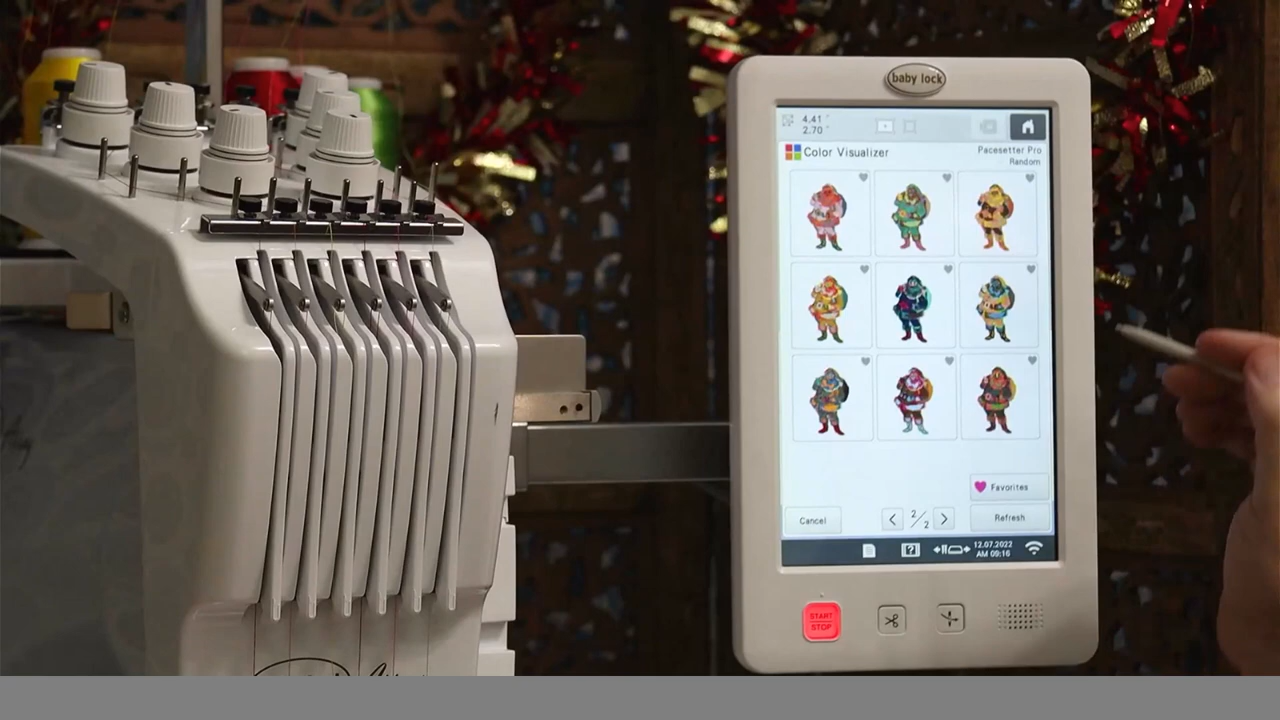 baby lock
4.41 "
2.70 "
Color Visualizer
Pacesetter Pro
Random
Favorites
Cancel
2/2
Refresh
?
12.07.2022
AM 09:16
START
STOP